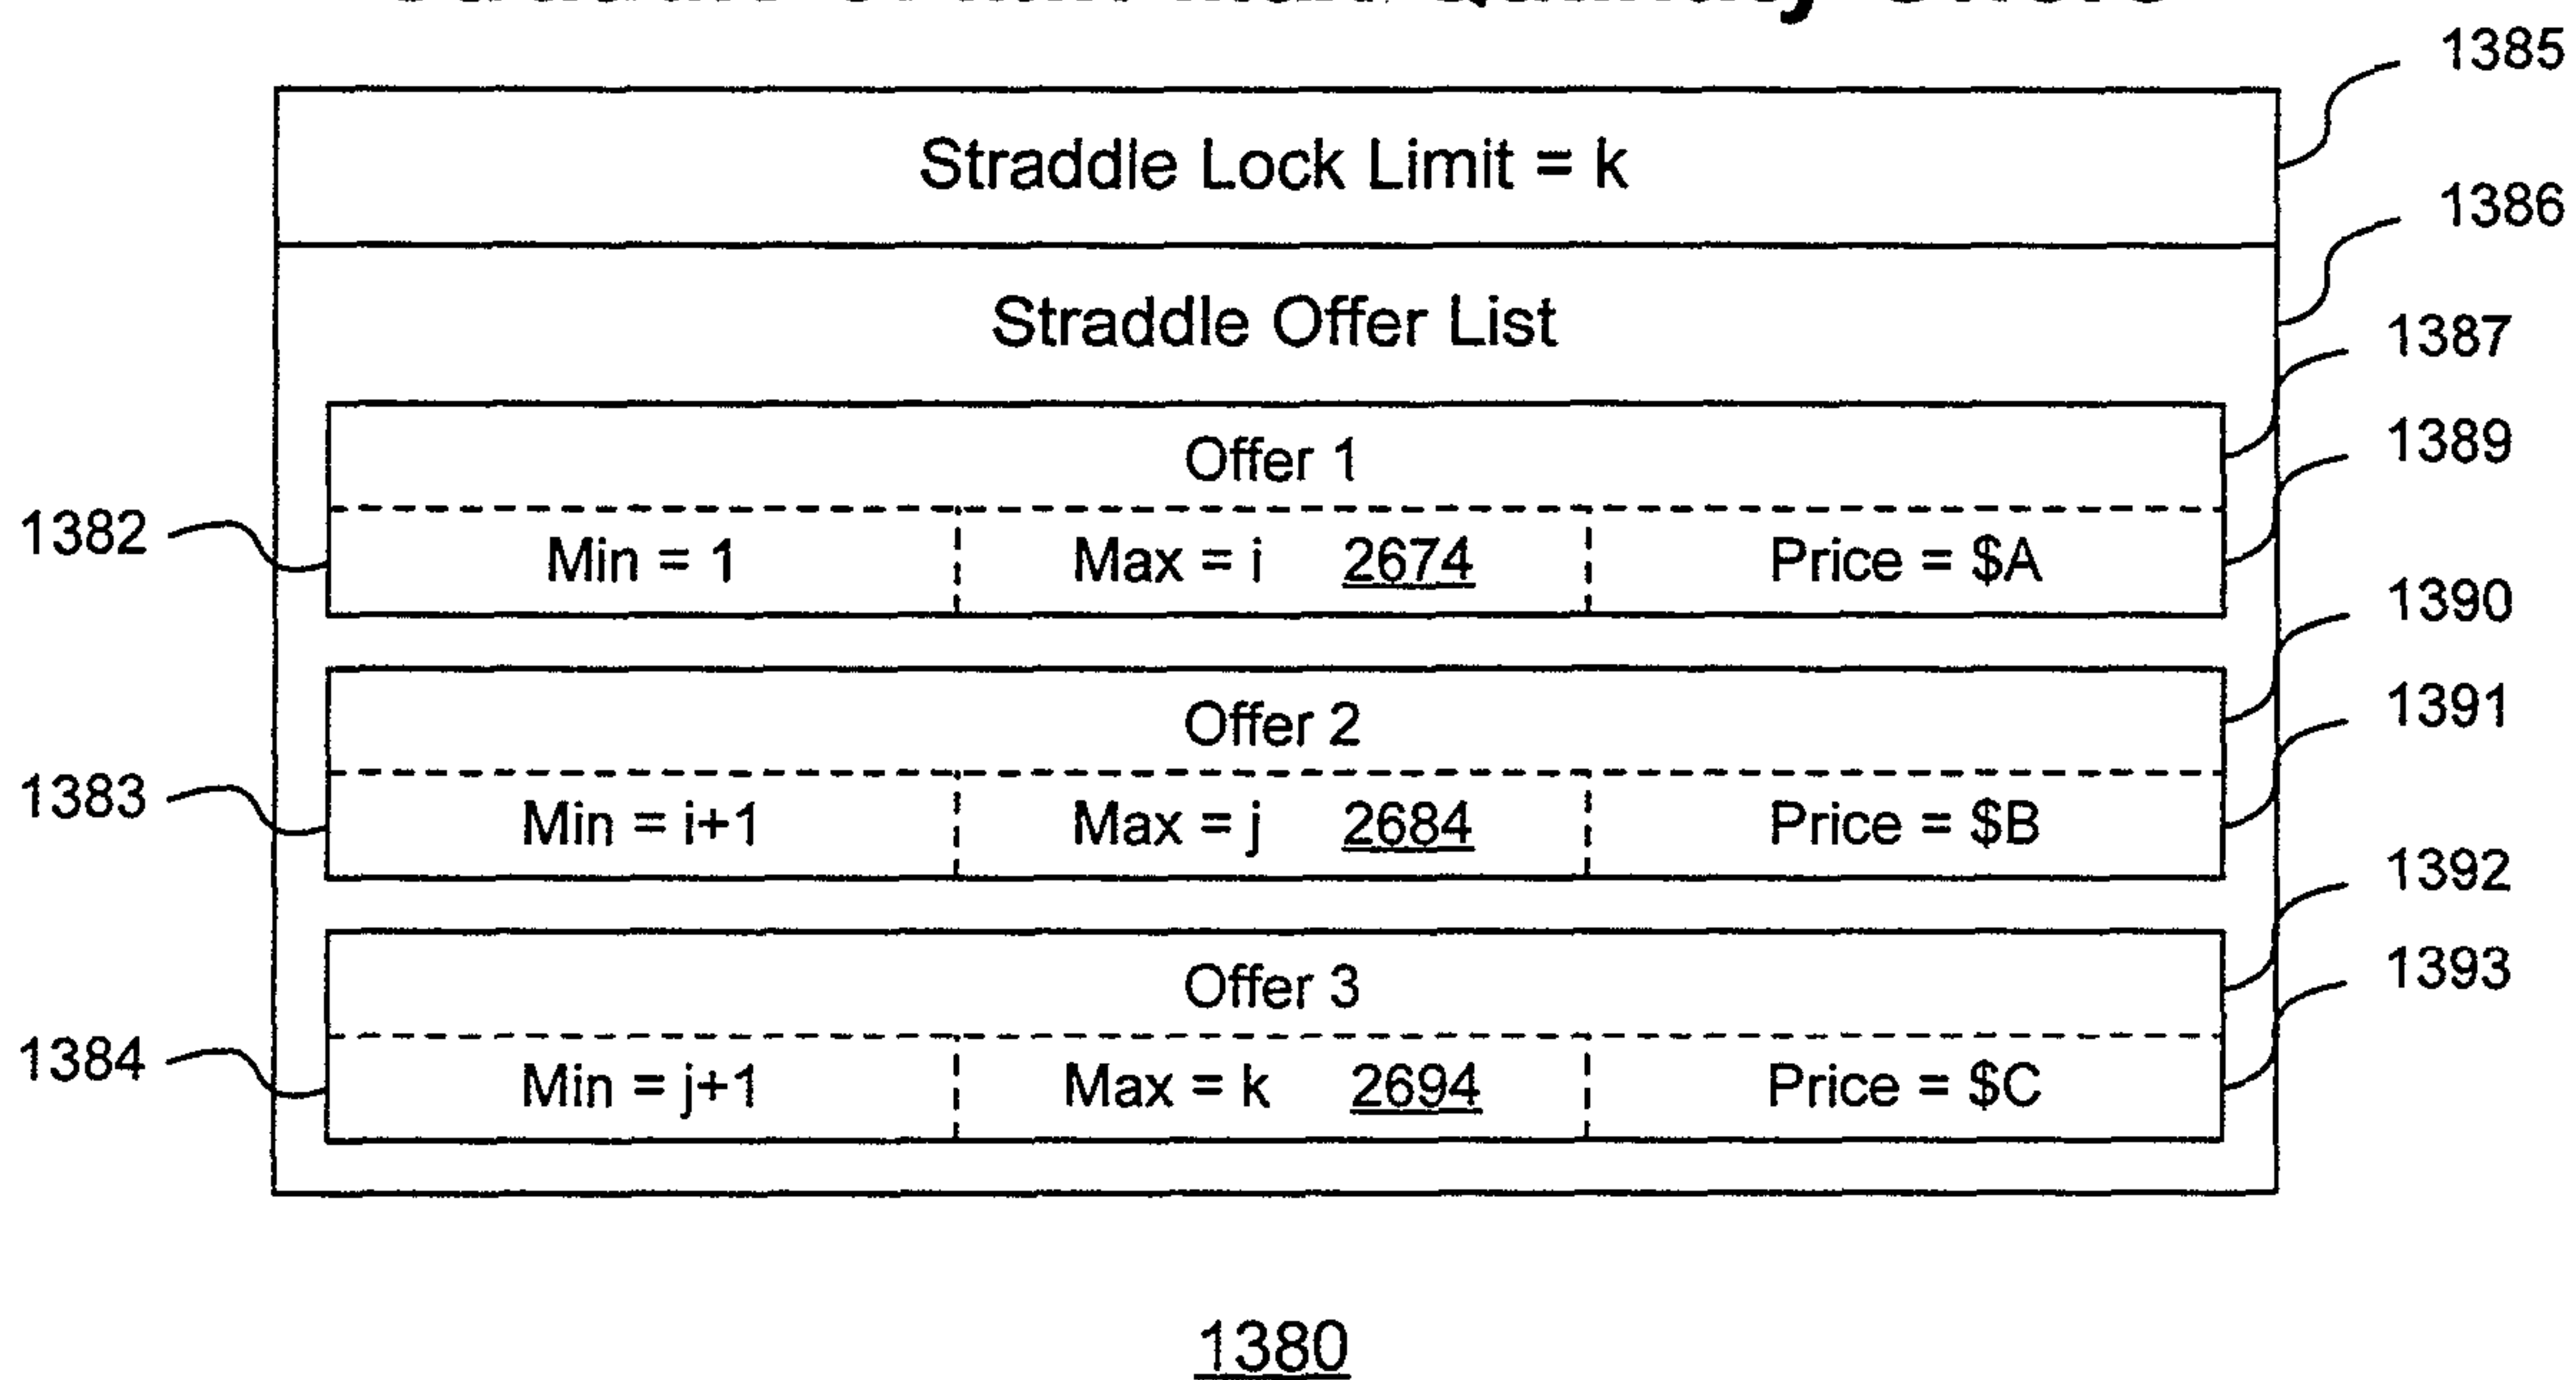 1385
Straddle Lock Limit = k
1386
Straddle Offer List
1387
Offer 1
1389
1382
Min = 1 Max = i 2674 Price = $A
1390
Offer 2
1391
1383
Min = i+1 Max = j 2684 Price = $B
1392
Offer 3
1393
1384
Min = j+1 Max = k 2694 Price = $C
1380